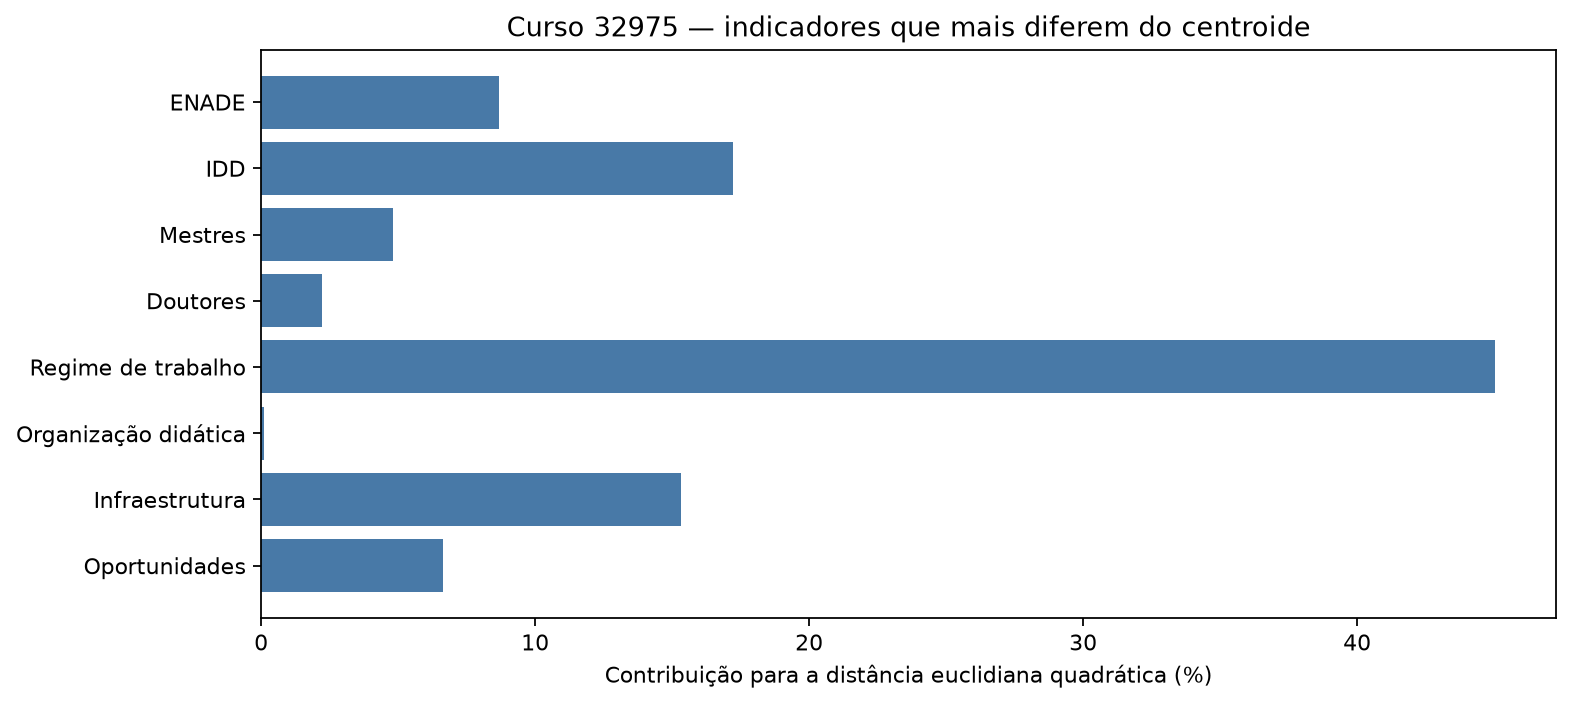 Curso 32975 — indicadores que mais diferem do centroide
ENADE
IDD
Mestres
Doutores
Regime de trabalho
Organização didática
Infraestrutura
Oportunidades
0 10 20 30 40
Contribuição para a distância euclidiana quadrática (%)